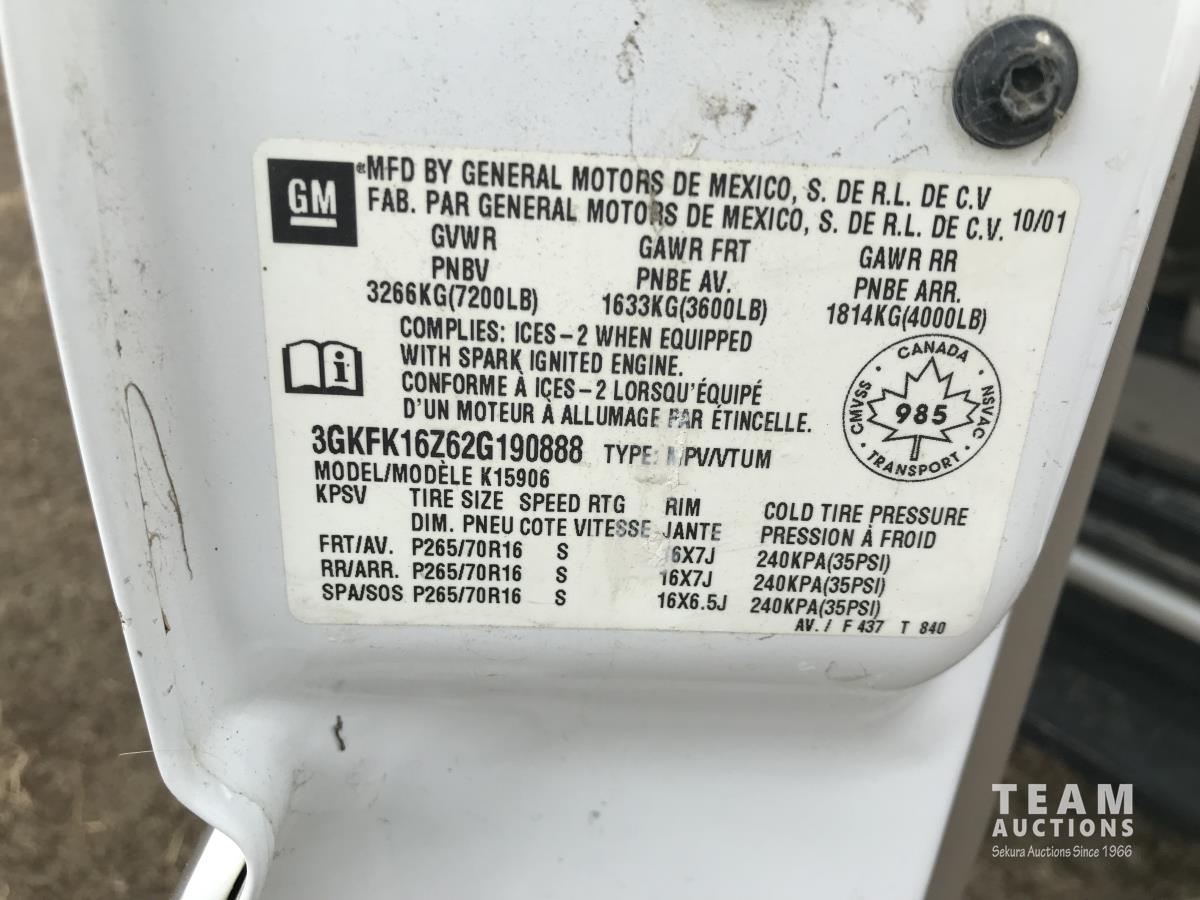 GM
MFD BY GENERAL MOTORS DE MEXICO, S. DE R.L. DE C.V
FAB. PAR GENERAL MOTORS DE MEXICO, S. DE R.L. DE C.V. 10/01
GVWR GAWR FRT GAWR RR
PNBV PNBE AV. PNBE ARR.
3266KG(7200LB) 1633KG(3600LB) 1814KG(4000LB)
COMPLIES: ICES-2 WHEN EQUIPPED
WITH SPARK IGNITED ENGINE.
CONFORME À ICES-2 LORSQU'ÉQUIPÉ
D'UN MOTEUR À ALLUMAGE PAR ÉTINCELLE.
CANADA
CMVSS 985 NSVAC
TRANSPORT
3GKFK16Z62G190888 TYPE: MPV/VTUM
MODEL/MODÈLE K15906
KPSV TIRE SIZE SPEED RTG RIM COLD TIRE PRESSURE
DIM. PNEU COTE VITESSE JANTE PRESSION À FROID
FRT/AV. P265/70R16 S 16X7J 240KPA(35PSI)
RR/ARR. P265/70R16 S 16X7J 240KPA(35PSI)
SPA/SOS P265/70R16 S 16X6.5J 240KPA(35PSI)
AV. / F 437 T 840
TEAM
AUCTIONS
Sekura Auctions Since 1966